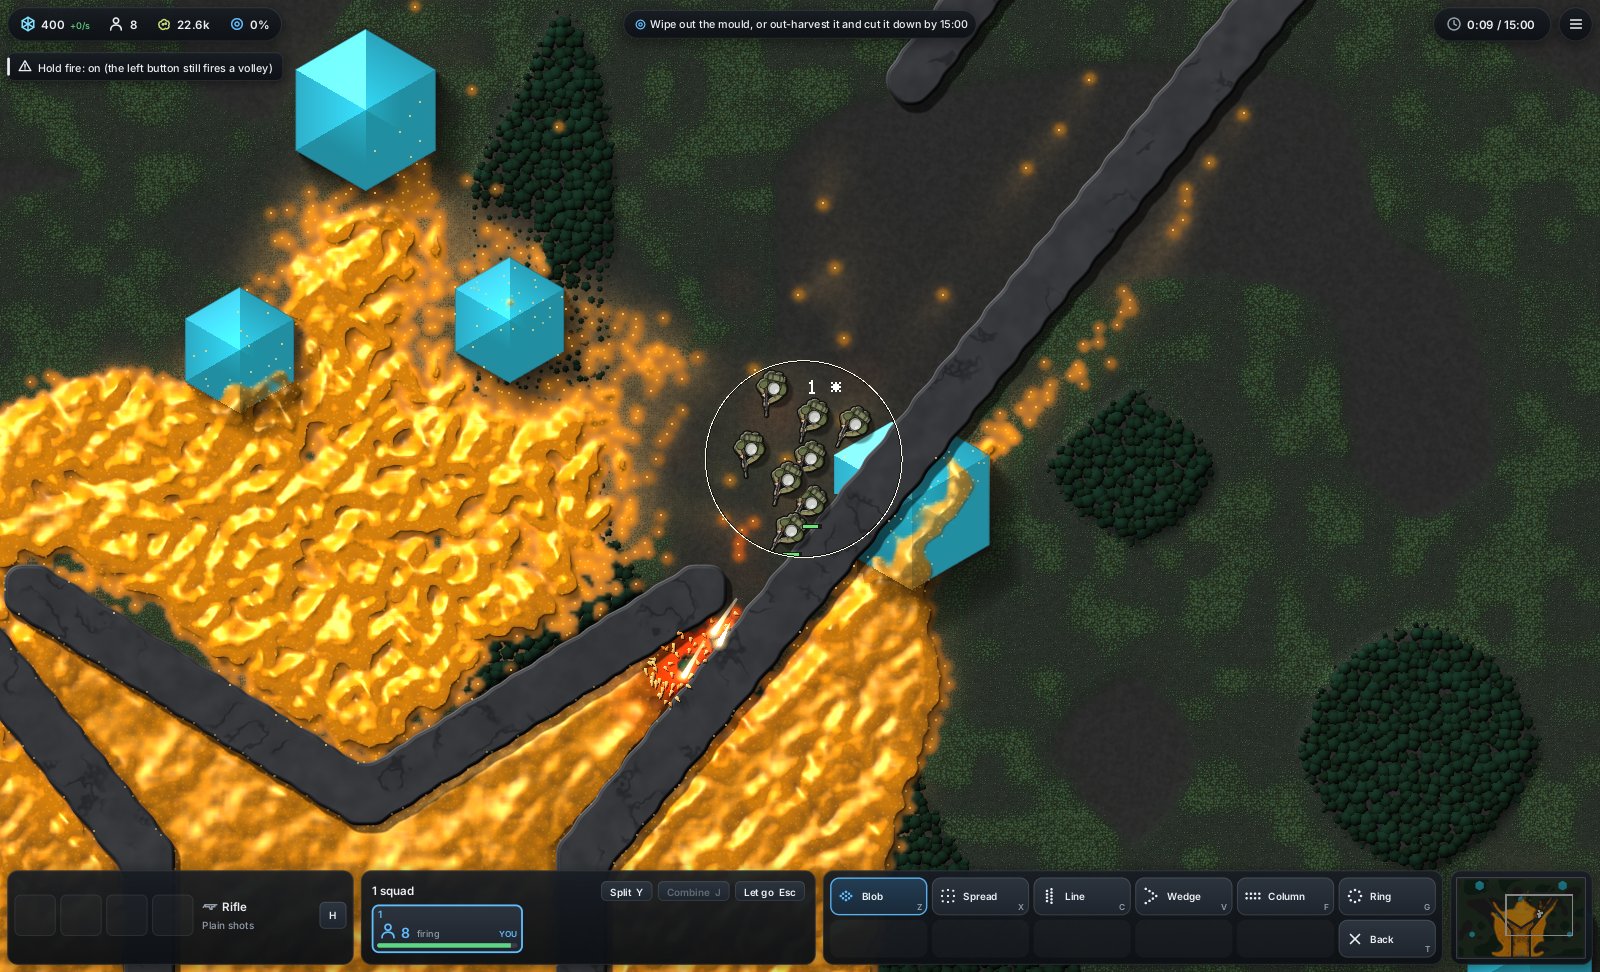 400 +0/s 8 22.6k 0%
Wipe out the mould, or out-harvest it and cut it down by 15:00
0:09 / 15:00
Hold fire: on (the left button still fires a volley)
1
Rifle
Plain shots
H
1 squad
Split Y
Combine J
Let go Esc
1
8 firing YOU
Blob Z
Spread X
Line C
Wedge V
Column F
Ring G
Back T